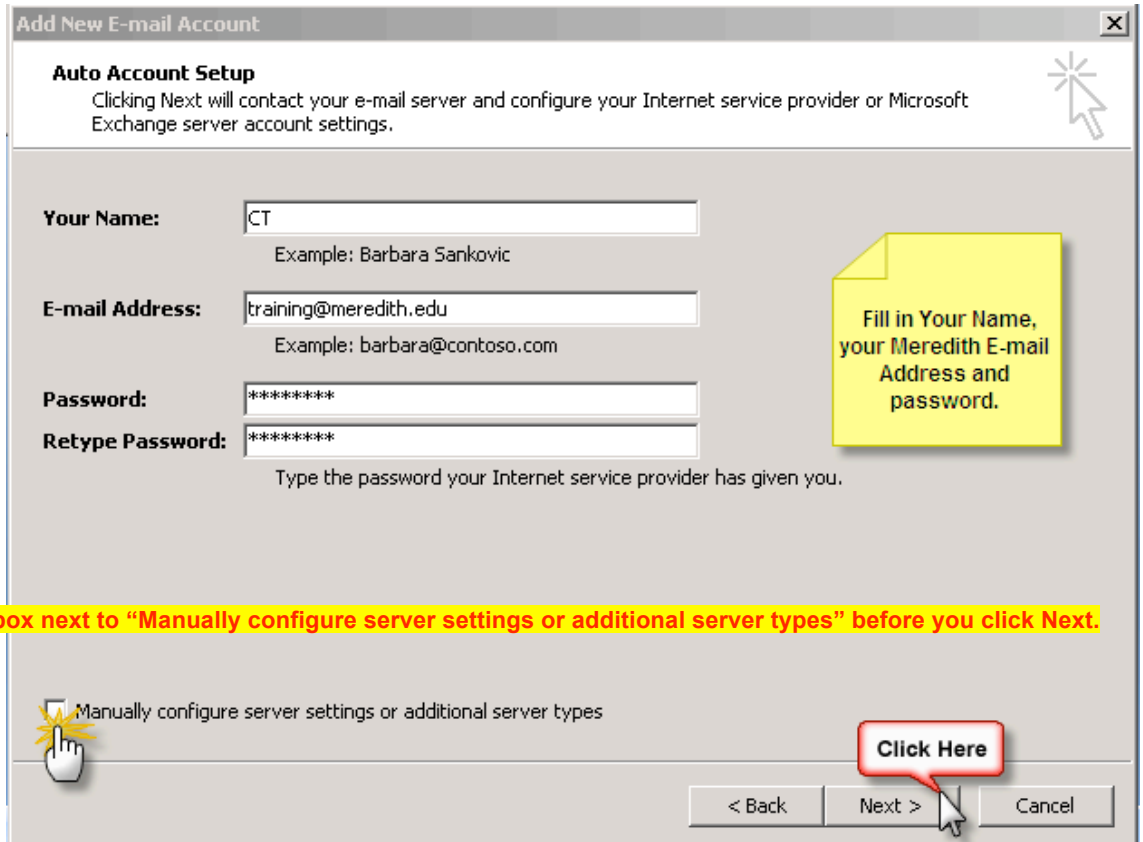 Add New E-mail Account
Auto Account Setup
Clicking Next will contact your e-mail server and configure your Internet service provider or Microsoft
Exchange server account settings.
Your Name:
CT
Example: Barbara Sankovic
E-mail Address:
training@meredith.edu
Example: barbara@contoso.com
Fill in Your Name,
your Meredith E-mail
Address and
password.
Password:
********
Retype Password:
********
Type the password your Internet service provider has given you.
box next to “Manually configure server settings or additional server types” before you click Next.
Manually configure server settings or additional server types
Click Here
< Back
Next >
Cancel